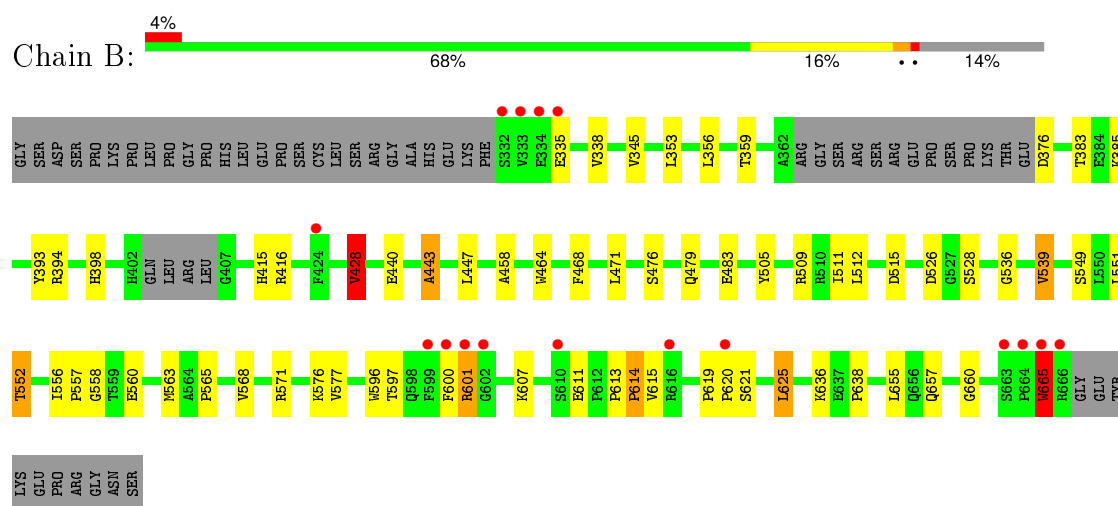 4%
Chain B:
68% 16% • • 14%
GLY SER ASP SER PRO LYS PRO LEU PRO GLY PRO HIS LEU GLU PRO SER CYS LEU SER ARG GLY ALA HIS GLU LYS PHE S332 V333 E334 E335 V338 V345 L353 L356 T359 A362 ARG GLY SER ARG SER ARG GLU PRO SER PRO LYS THR GLU D376 T383 E384 K385
Y393 R394 H398 H402 GLN LEU ARG LEU G407 H415 R416 F424 V428 E440 A443 L447 A458 W464 F468 L471 S476 Q479 E483 Y505 R509 R510 I511 L512 D515 D526 G527 S528 G536 V539 S549 L550 L551
T552 I556 P557 G558 T559 E560 M563 A564 P565 V568 R571 K576 V577 W596 T597 Q598 F599 F600 R601 G602 K607 S610 E611 P612 P613 P614 V615 R616 P619 P620 S621 L625 K636 E637 P638 L655 Q656 Q657 G660 S663 P664 W665 R666 GLY GLU TYR
LYS GLU PRO ARG GLY ASN SER